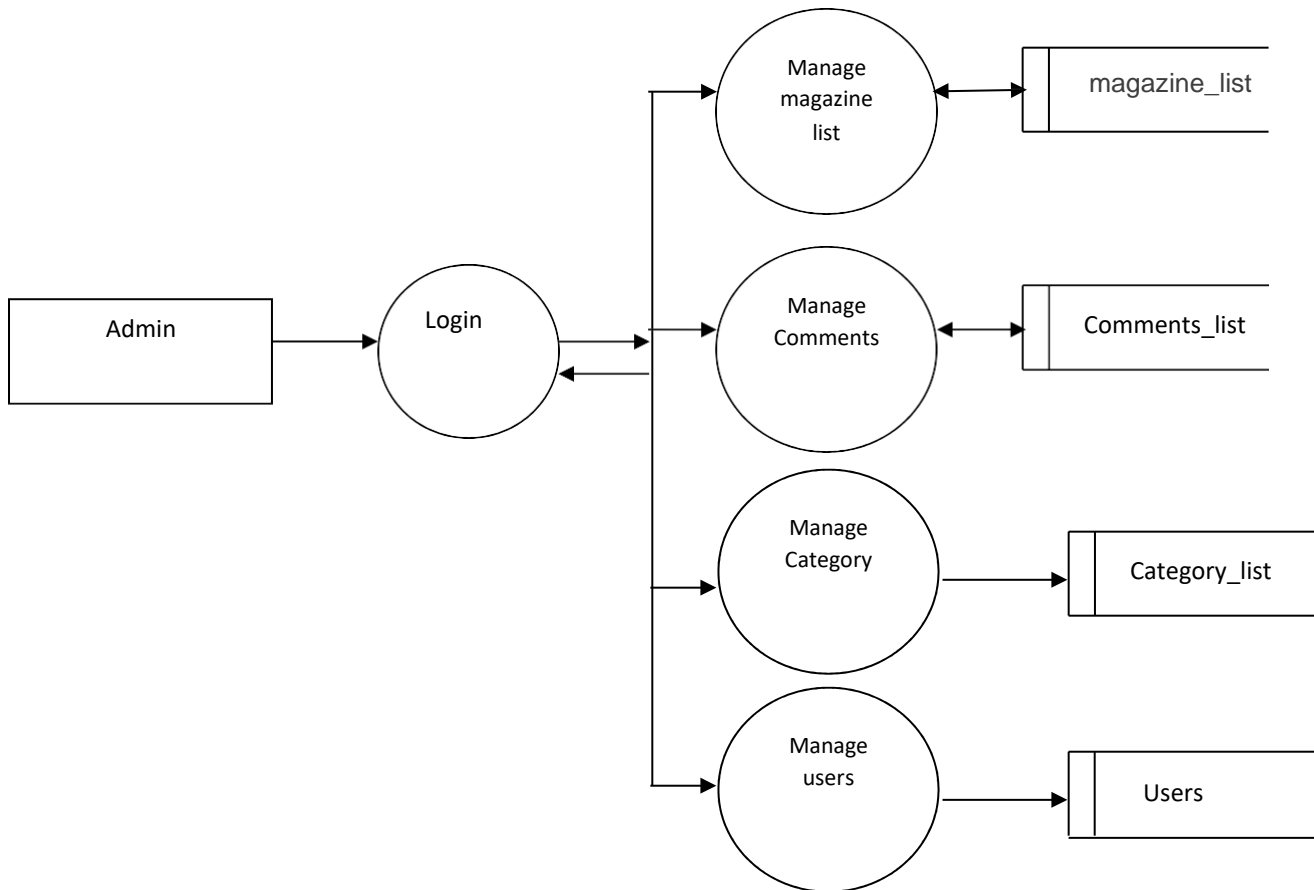 Manage
magazine
list
magazine_list
Admin
Login
Manage
Comments
Comments_list
Manage
Category
Category_list
Manage
users
Users